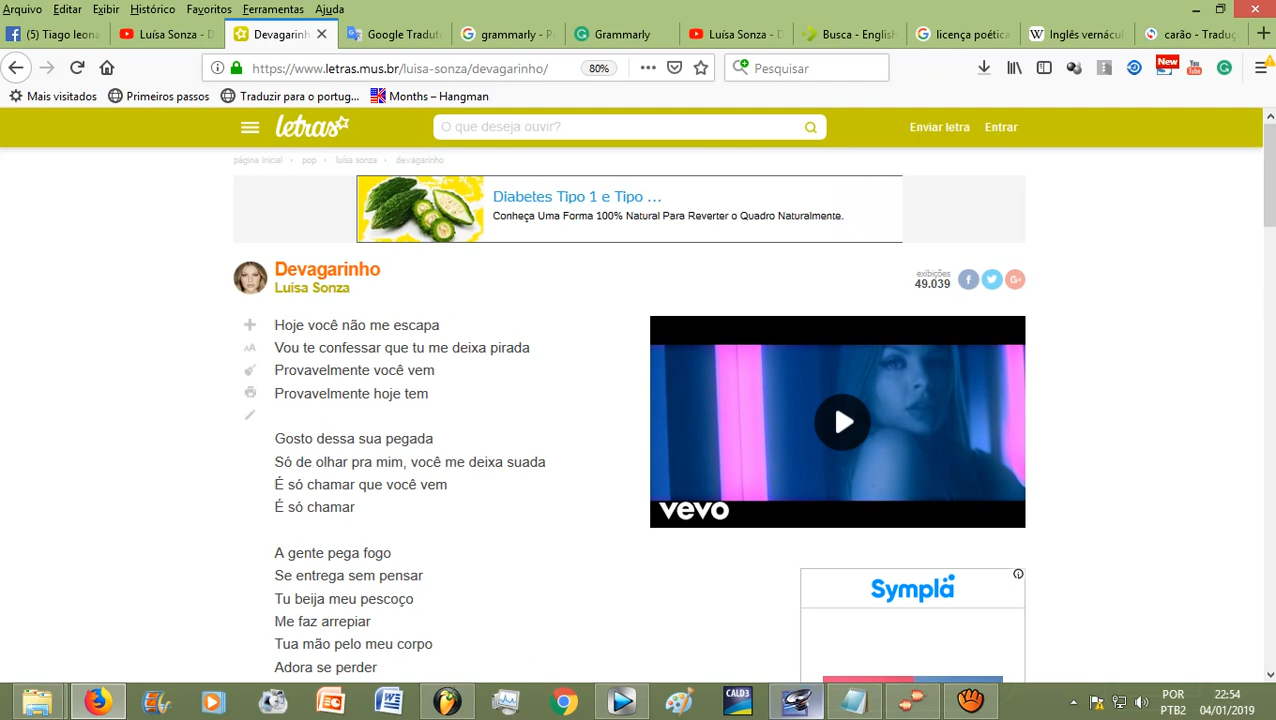 Arquivo Editar Exibir Histórico Favoritos Ferramentas Ajuda
(5) Tiago leona
Luísa Sonza - D
Devagarinh
Google Tradut
grammarly - Pe
Grammarly
Luísa Sonza - D
Busca - English
licença poética
Inglês vernácul
carão - Traduç
https://www.letras.mus.br/luisa-sonza/devagarinho/
80%
Pesquisar
New
You Tube
Mais visitados
Primeiros passos
Traduzir para o portug...
Months – Hangman
letras
O que deseja ouvir?
Enviar letra
Entrar
página inicial
pop
luísa sonza
devagarinho
Diabetes Tipo 1 e Tipo ...
Conheça Uma Forma 100% Natural Para Reverter o Quadro Naturalmente.
Devagarinho
Luísa Sonza
exibições
49.039
Hoje você não me escapa
Vou te confessar que tu me deixa pirada
Provavelmente você vem
Provavelmente hoje tem
Gosto dessa sua pegada
Só de olhar pra mim, você me deixa suada
É só chamar que você vem
É só chamar
A gente pega fogo
Se entrega sem pensar
Tu beija meu pescoço
Me faz arrepiar
Tua mão pelo meu corpo
Adora se perder
vevo
Symplá
CALD3
POR
PTB2
22:54
04/01/2019